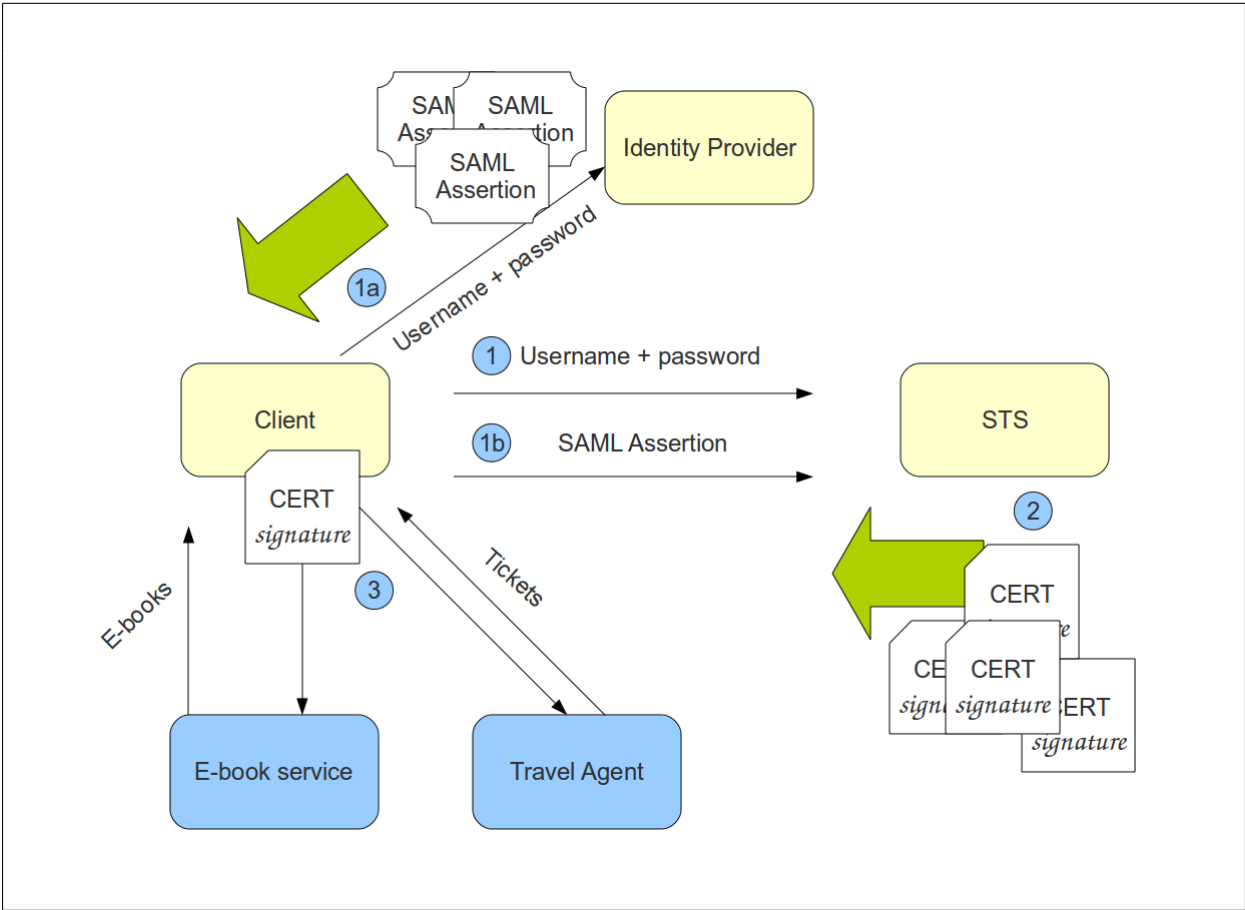 SAML
Assertion
SAML
Assertion
Identity Provider
1a
Username + password
1
Username + password
Client
STS
1b
SAML Assertion
CERT
signature
2
3
Tickets
E-books
CERT
CERT
signature
CERT
signature
E-book service
Travel Agent